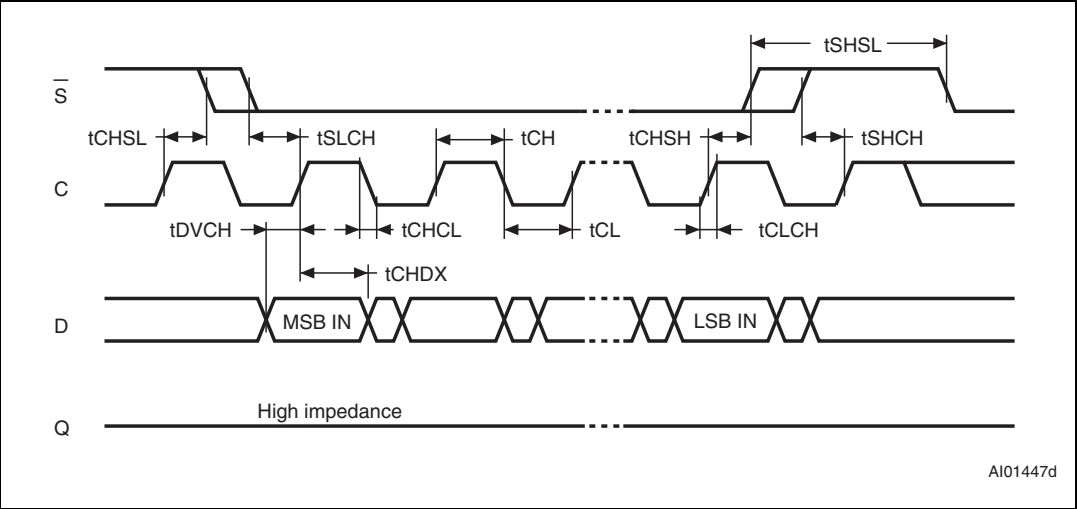 tSHSL
S̅
tCHSL tSLCH tCH tCHSH tSHCH
C
tDVCH tCHCL tCL tCLCH
tCHDX
D MSB IN LSB IN
High impedance
Q
AI01447d